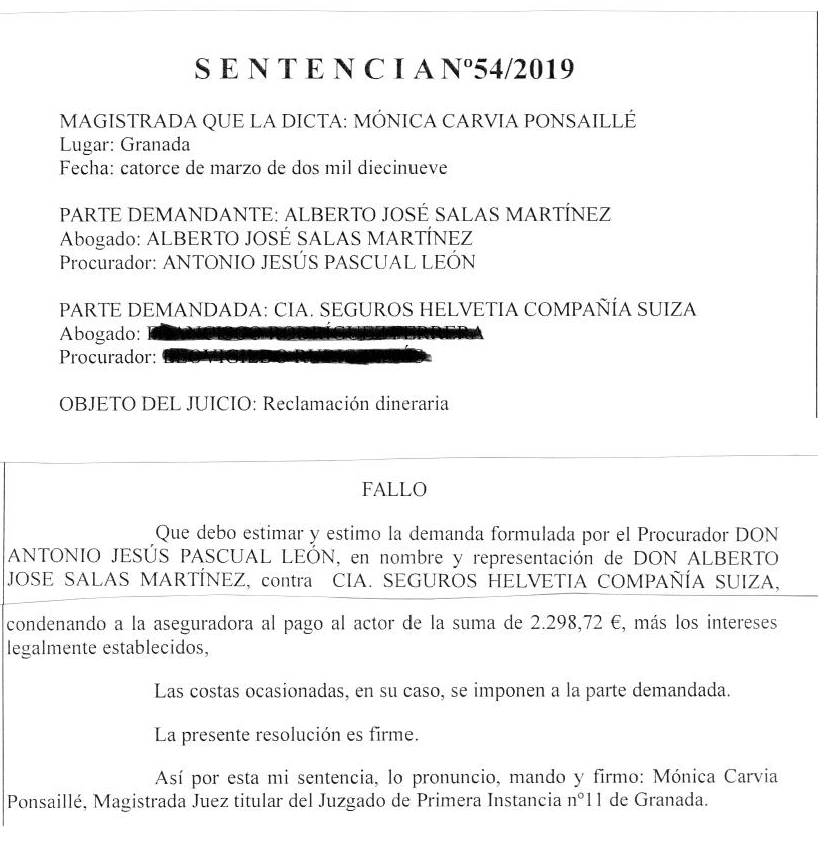 SENTENCIA Nº54/2019
MAGISTRADA QUE LA DICTA: MÓNICA CARVIA PONSAILLÉ
Lugar: Granada
Fecha: catorce de marzo de dos mil diecinueve
PARTE DEMANDANTE: ALBERTO JOSÉ SALAS MARTÍNEZ
Abogado: ALBERTO JOSÉ SALAS MARTÍNEZ
Procurador: ANTONIO JESÚS PASCUAL LEÓN
PARTE DEMANDADA: CIA. SEGUROS HELVETIA COMPAÑÍA SUIZA
Abogado:
Procurador:
OBJETO DEL JUICIO: Reclamación dineraria
FALLO
Que debo estimar y estimo la demanda formulada por el Procurador DON
ANTONIO JESÚS PASCUAL LEÓN, en nombre y representación de DON ALBERTO
JOSE SALAS MARTÍNEZ, contra CIA. SEGUROS HELVETIA COMPAÑÍA SUIZA,
condenando a la aseguradora al pago al actor de la suma de 2.298,72 €, más los intereses
legalmente establecidos,
Las costas ocasionadas, en su caso, se imponen a la parte demandada.
La presente resolución es firme.
Así por esta mi sentencia, lo pronuncio, mando y firmo: Mónica Carvia
Ponsaillé, Magistrada Juez titular del Juzgado de Primera Instancia nº11 de Granada.